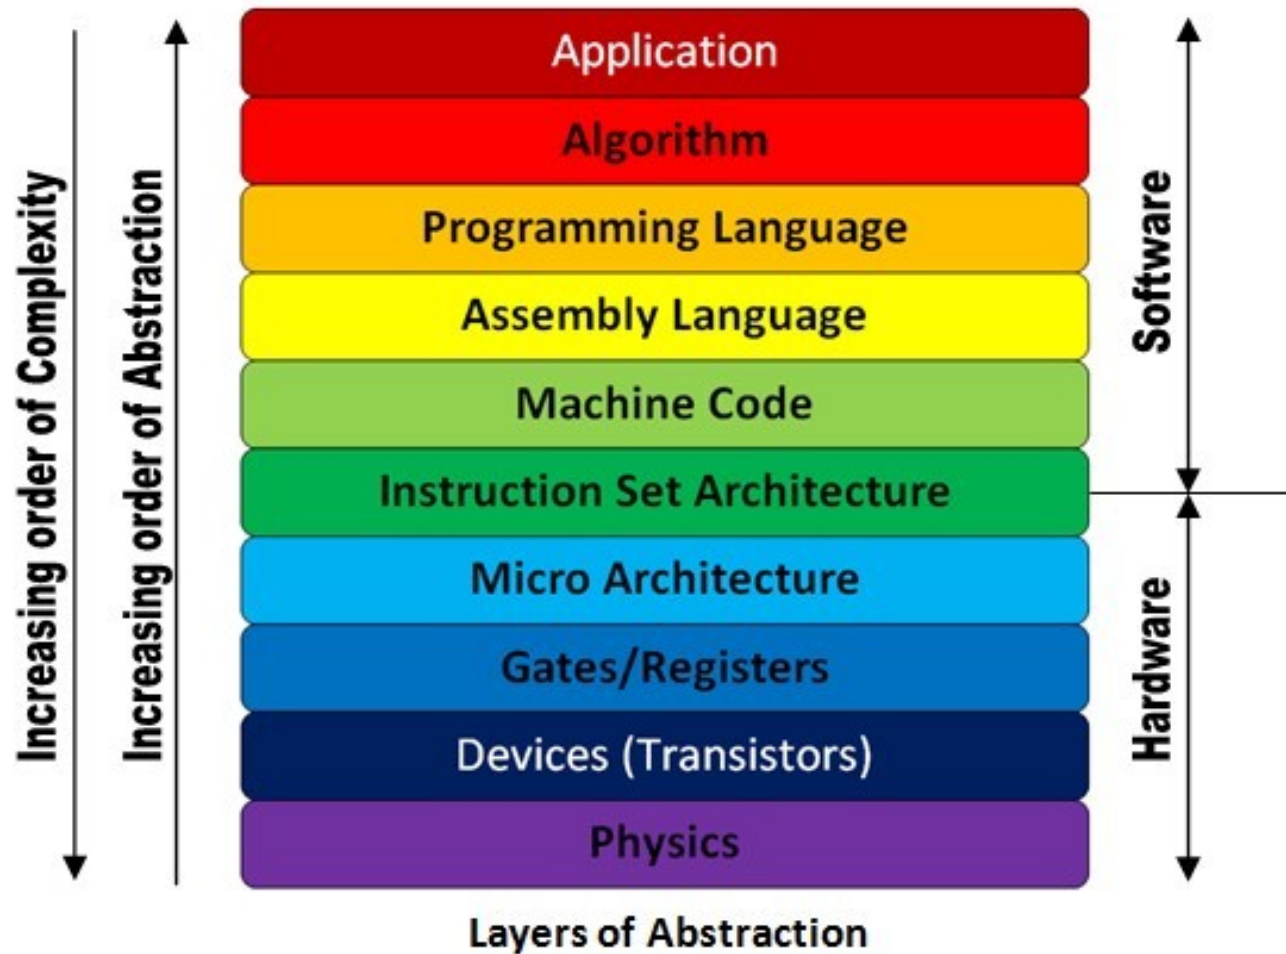 Increasing order of Complexity
Increasing order of Abstraction
Application
Algorithm
Programming Language
Assembly Language
Machine Code
Instruction Set Architecture
Micro Architecture
Gates/Registers
Devices (Transistors)
Physics
Software
Hardware
Layers of Abstraction